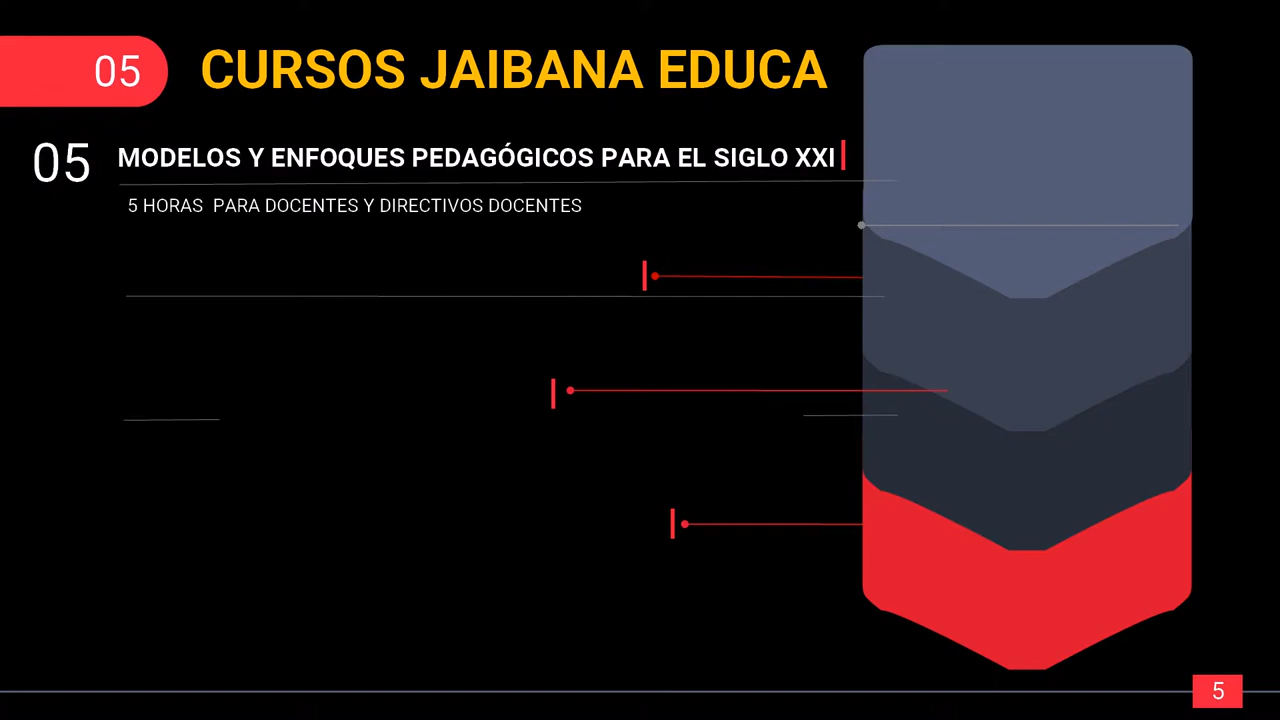 05
CURSOS JAIBANA EDUCA
05
MODELOS Y ENFOQUES PEDAGÓGICOS PARA EL SIGLO XXI
5 HORAS  PARA DOCENTES Y DIRECTIVOS DOCENTES
5